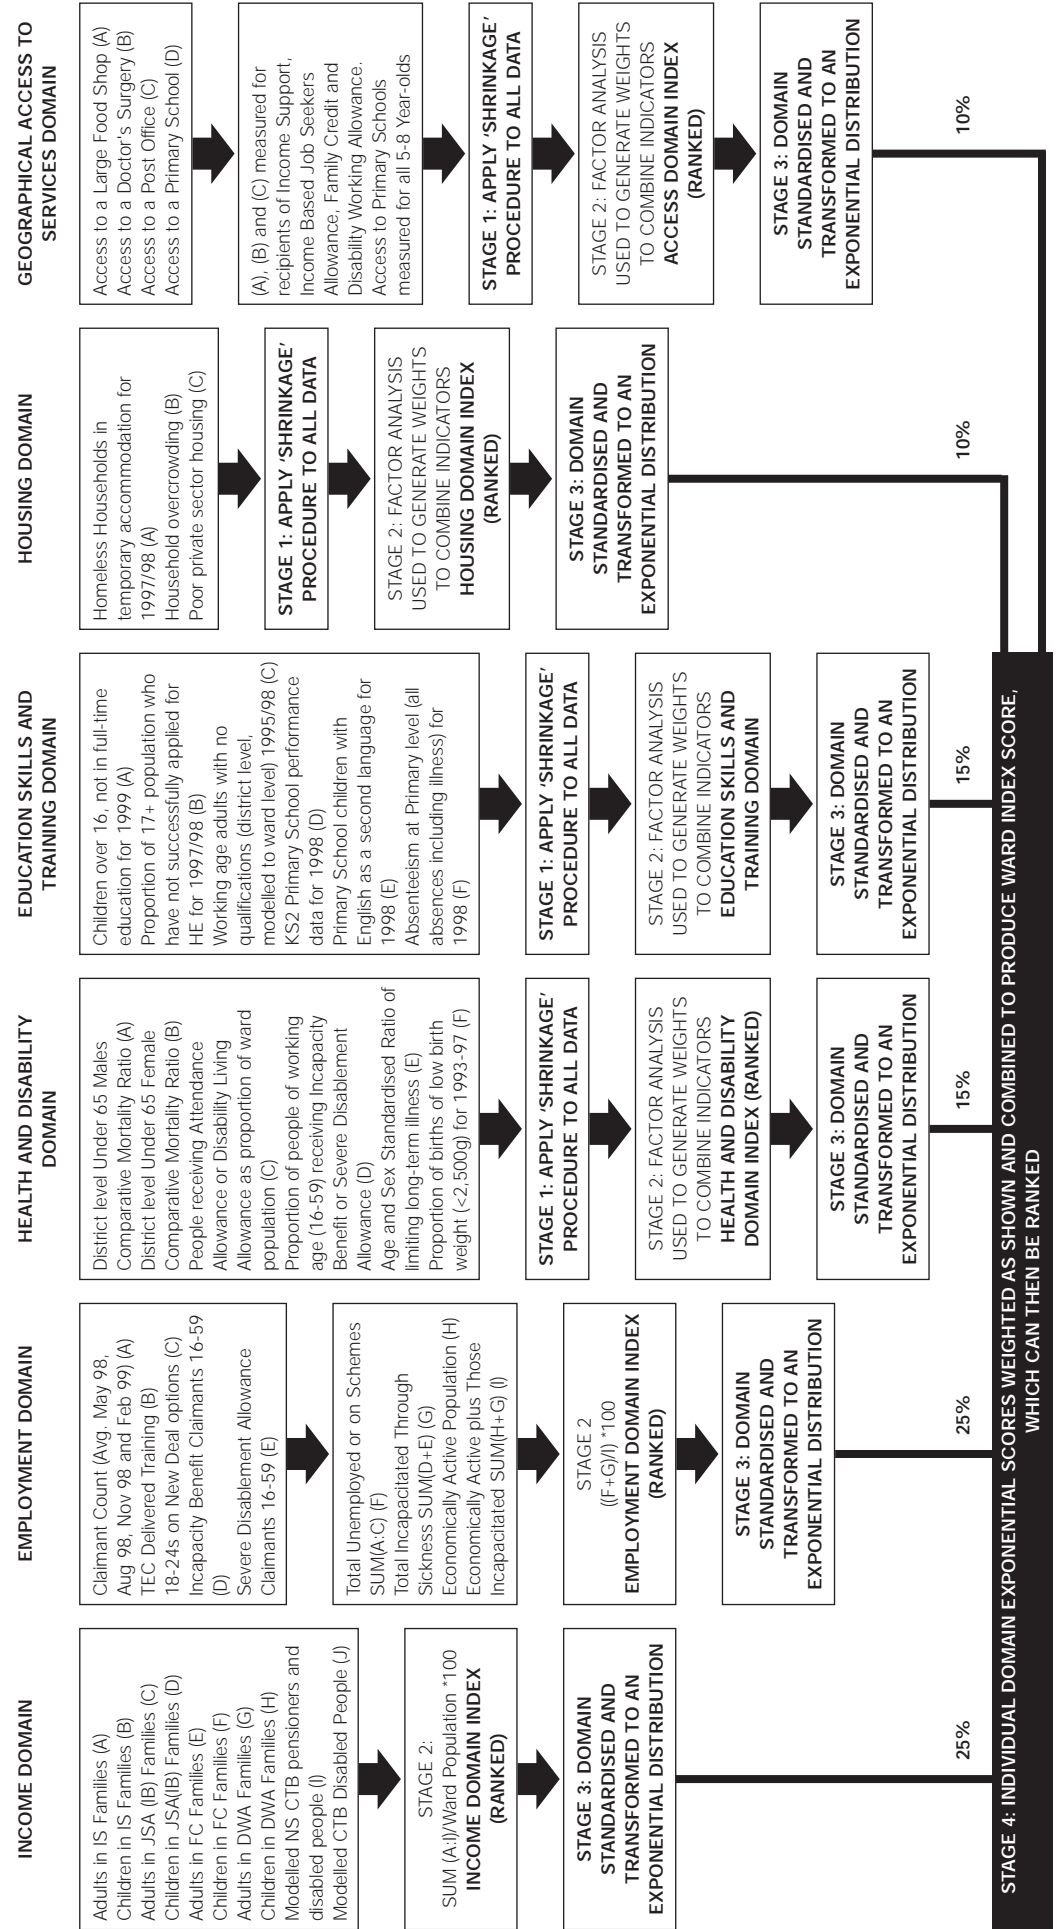 INCOME DOMAIN
Adults in IS Families (A)
Children in IS Families (B)
Adults in JSA (IB) Families (C)
Children in JSA(IB) Families (D)
Adults in FC Families (E)
Children in FC Families (F)
Adults in DWA Families (G)
Children in DWA Families (H)
Modelled NS CTB pensioners and
disabled people (I)
Modelled CTB Disabled People (J)
STAGE 2:
SUM (A:I)/Ward Population *100
INCOME DOMAIN INDEX
(RANKED)
STAGE 3: DOMAIN
STANDARDISED AND
TRANSFORMED TO AN
EXPONENTIAL DISTRIBUTION
25%
EMPLOYMENT DOMAIN
Claimant Count (Avg. May 98,
Aug 98, Nov 98 and Feb 99) (A)
TEC Delivered Training (B)
18-24s on New Deal options (C)
Incapacity Benefit Claimants 16-59
(D)
Severe Disablement Allowance
Claimants 16-59 (E)
Total Unemployed or on Schemes
SUM(A:C) (F)
Total Incapacitated Through
Sickness SUM(D+E) (G)
Economically Active Population (H)
Economically Active plus Those
Incapacitated SUM(H+G) (I)
STAGE 2
((F+G)/I) *100
EMPLOYMENT DOMAIN INDEX
(RANKED)
STAGE 3: DOMAIN
STANDARDISED AND
TRANSFORMED TO AN
EXPONENTIAL DISTRIBUTION
25%
HEALTH AND DISABILITY
DOMAIN
District level Under 65 Males
Comparative Mortality Ratio (A)
District level Under 65 Female
Comparative Mortality Ratio (B)
People receiving Attendance
Allowance or Disability Living
Allowance as proportion of ward
population (C)
Proportion of people of working
age (16-59) receiving Incapacity
Benefit or Severe Disablement
Allowance (D)
Age and Sex Standardised Ratio of
limiting long-term illness (E)
Proportion of births of low birth
weight (<2,500g) for 1993-97 (F)
STAGE 1: APPLY ‘SHRINKAGE’
PROCEDURE TO ALL DATA
STAGE 2: FACTOR ANALYSIS
USED TO GENERATE WEIGHTS
TO COMBINE INDICATORS
HEALTH AND DISABILITY
DOMAIN INDEX (RANKED)
STAGE 3: DOMAIN
STANDARDISED AND
TRANSFORMED TO AN
EXPONENTIAL DISTRIBUTION
15%
EDUCATION SKILLS AND
TRAINING DOMAIN
Children over 16, not in full-time
education for 1999 (A)
Proportion of 17+ population who
have not successfully applied for
HE for 1997/98 (B)
Working age adults with no
qualifications (district level,
modelled to ward level) 1995/98 (C)
KS2 Primary School performance
data for 1998 (D)
Primary School children with
English as a second language for
1998 (E)
Absenteeism at Primary level (all
absences including illness) for
1998 (F)
STAGE 1: APPLY ‘SHRINKAGE’
PROCEDURE TO ALL DATA
STAGE 2: FACTOR ANALYSIS
USED TO GENERATE WEIGHTS
TO COMBINE INDICATORS
EDUCATION SKILLS AND
TRAINING DOMAIN
STAGE 3: DOMAIN
STANDARDISED AND
TRANSFORMED TO AN
EXPONENTIAL DISTRIBUTION
15%
HOUSING DOMAIN
Homeless Households in
temporary accommodation for
1997/98 (A)
Household overcrowding (B)
Poor private sector housing (C)
STAGE 1: APPLY ‘SHRINKAGE’
PROCEDURE TO ALL DATA
STAGE 2: FACTOR ANALYSIS
USED TO GENERATE WEIGHTS
TO COMBINE INDICATORS
HOUSING DOMAIN INDEX
(RANKED)
STAGE 3: DOMAIN
STANDARDISED AND
TRANSFORMED TO AN
EXPONENTIAL DISTRIBUTION
10%
GEOGRAPHICAL ACCESS TO
SERVICES DOMAIN
Access to a Large Food Shop (A)
Access to a Doctor’s Surgery (B)
Access to a Post Office (C)
Access to a Primary School (D)
(A), (B) and (C) measured for
recipients of Income Support,
Income Based Job Seekers
Allowance, Family Credit and
Disability Working Allowance.
Access to Primary Schools
measured for all 5-8 Year-olds
STAGE 1: APPLY ‘SHRINKAGE’
PROCEDURE TO ALL DATA
STAGE 2: FACTOR ANALYSIS
USED TO GENERATE WEIGHTS
TO COMBINE INDICATORS
ACCESS DOMAIN INDEX
(RANKED)
STAGE 3: DOMAIN
STANDARDISED AND
TRANSFORMED TO AN
EXPONENTIAL DISTRIBUTION
10%
STAGE 4: INDIVIDUAL DOMAIN EXPONENTIAL SCORES WEIGHTED AS SHOWN AND COMBINED TO PRODUCE WARD INDEX SCORE,
WHICH CAN THEN BE RANKED